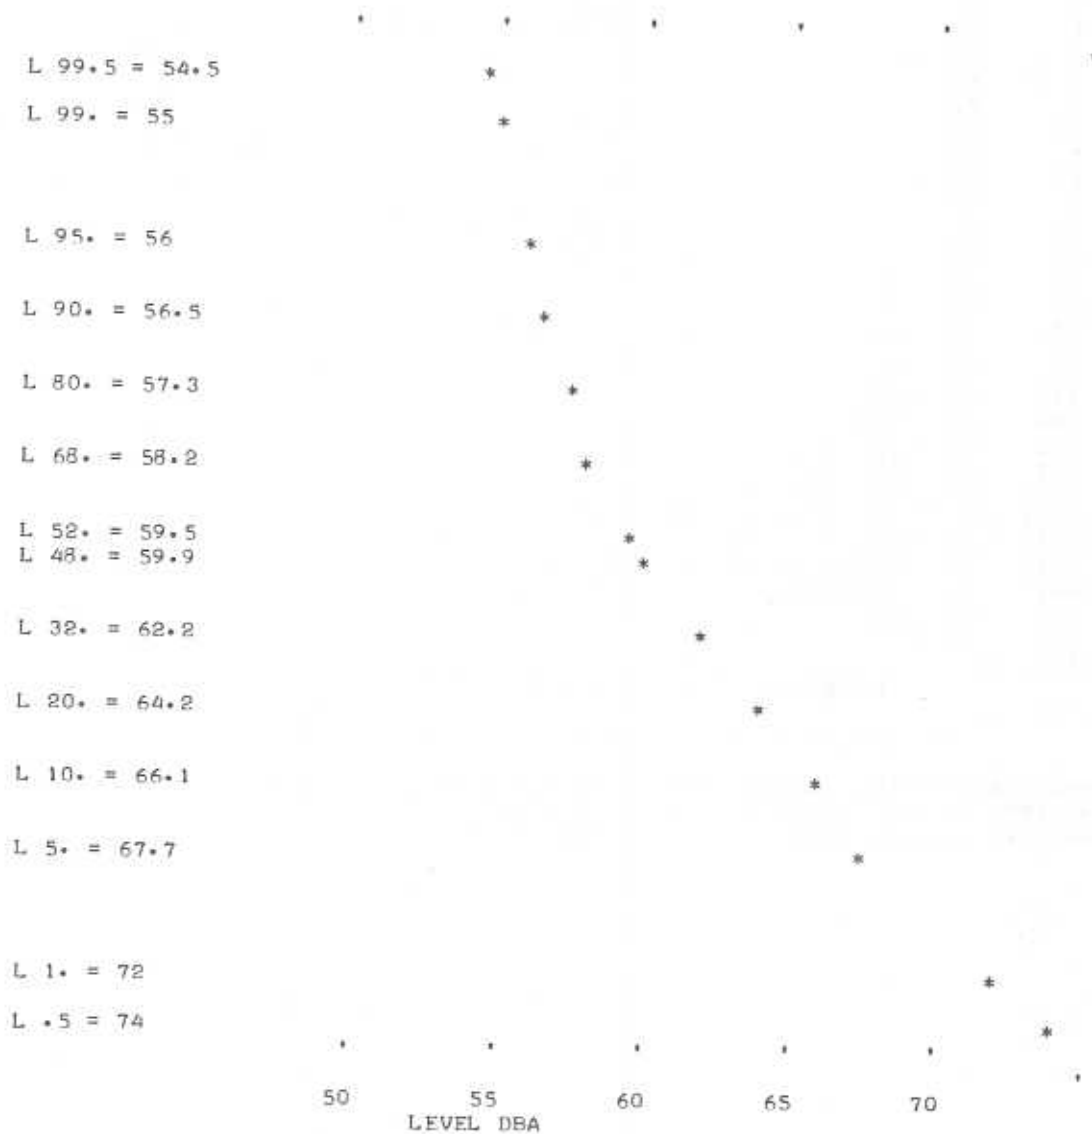 L 99.5 = 54.5
L 99. = 55
L 95. = 56
L 90. = 56.5
L 80. = 57.3
L 68. = 58.2
L 52. = 59.5
L 48. = 59.9
L 32. = 62.2
L 20. = 64.2
L 10. = 66.1
L 5. = 67.7
L 1. = 72
L .5 = 74
50 55 60 65 70
LEVEL DBA